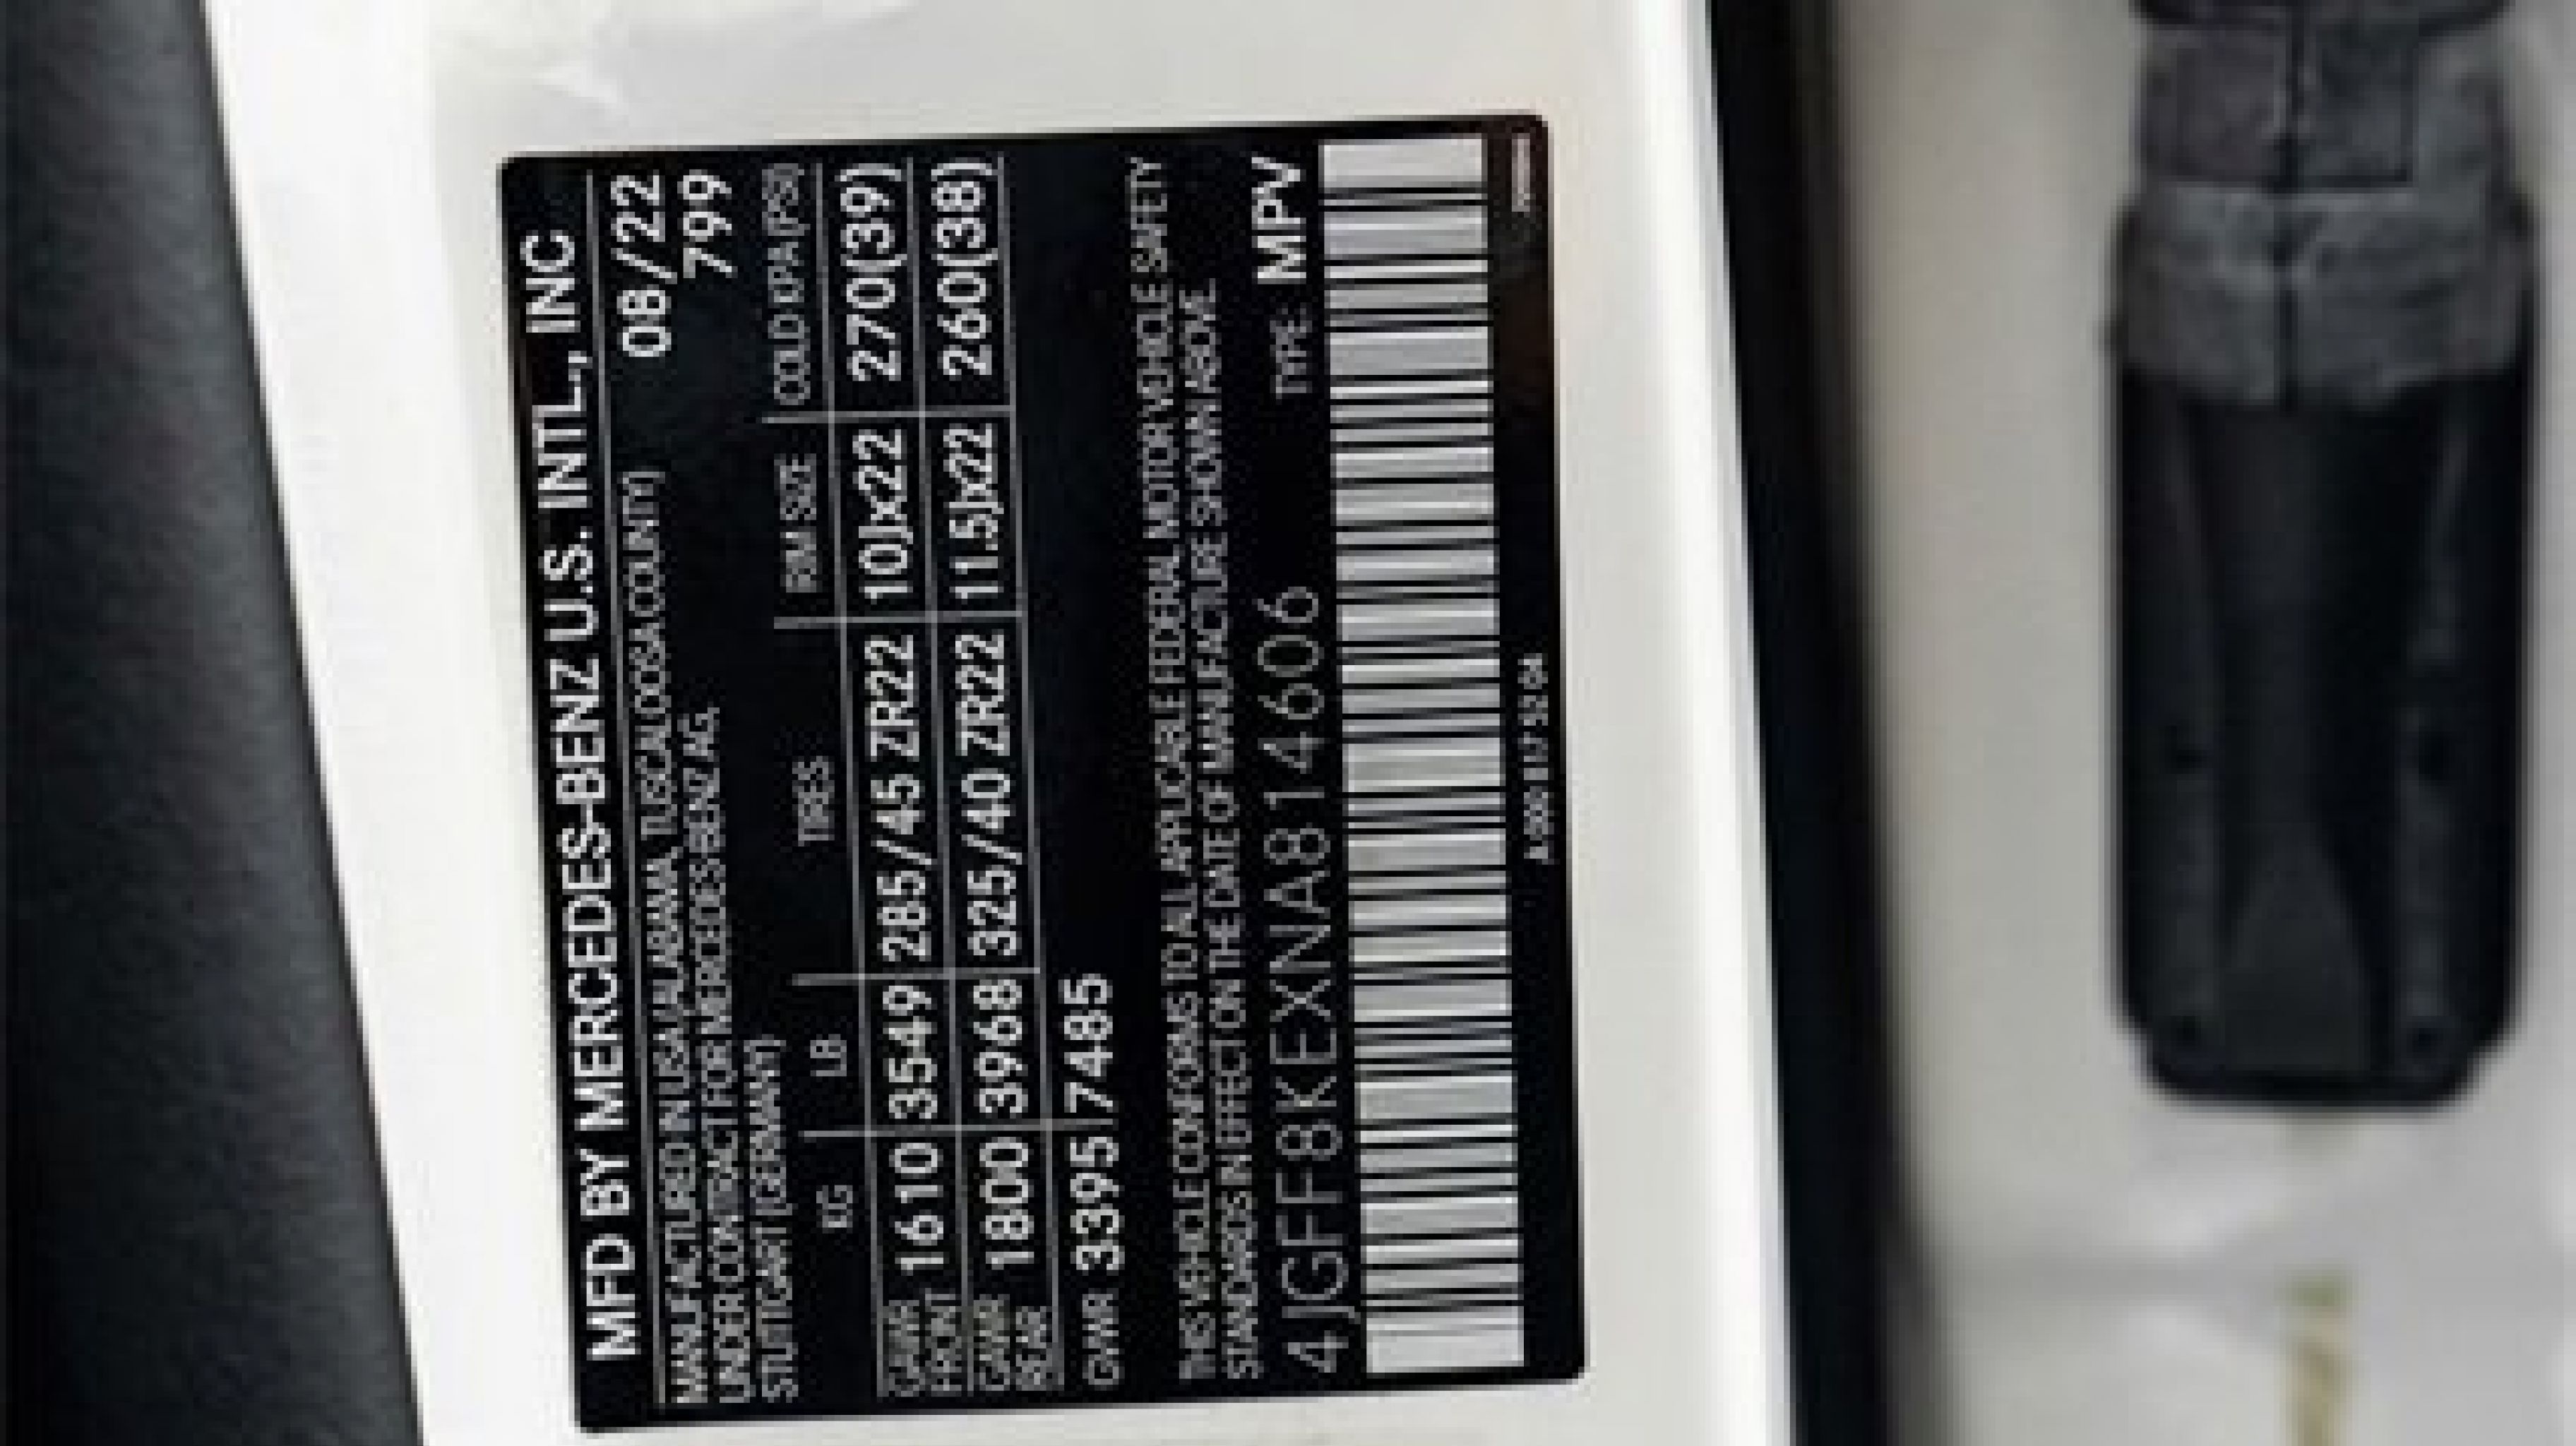 MFD BY MERCEDES-BENZ U.S. INTL., INC
MANUFACTURED IN USA (ALABAMA, TUSCALOOSA COUNTY) 08/22
UNDER CONTRACT FOR MERCEDES-BENZ AG, 799
STUTTGART (GERMANY)
KG LB TIRES RIM SIZE COLD KPA (PSI)
GAWR FRONT 1610 3549 285/45 ZR22 10Jx22 270(39)
GAWR REAR 1800 3968 325/40 ZR22 11.5Jx22 260(38)
GVWR 3395 7485
THIS VEHICLE CONFORMS TO ALL APPLICABLE FEDERAL MOTOR VEHICLE SAFETY
STANDARDS IN EFFECT ON THE DATE OF MANUFACTURE SHOWN ABOVE.
4JGFF8KEXNA814606 TYPE: MPV